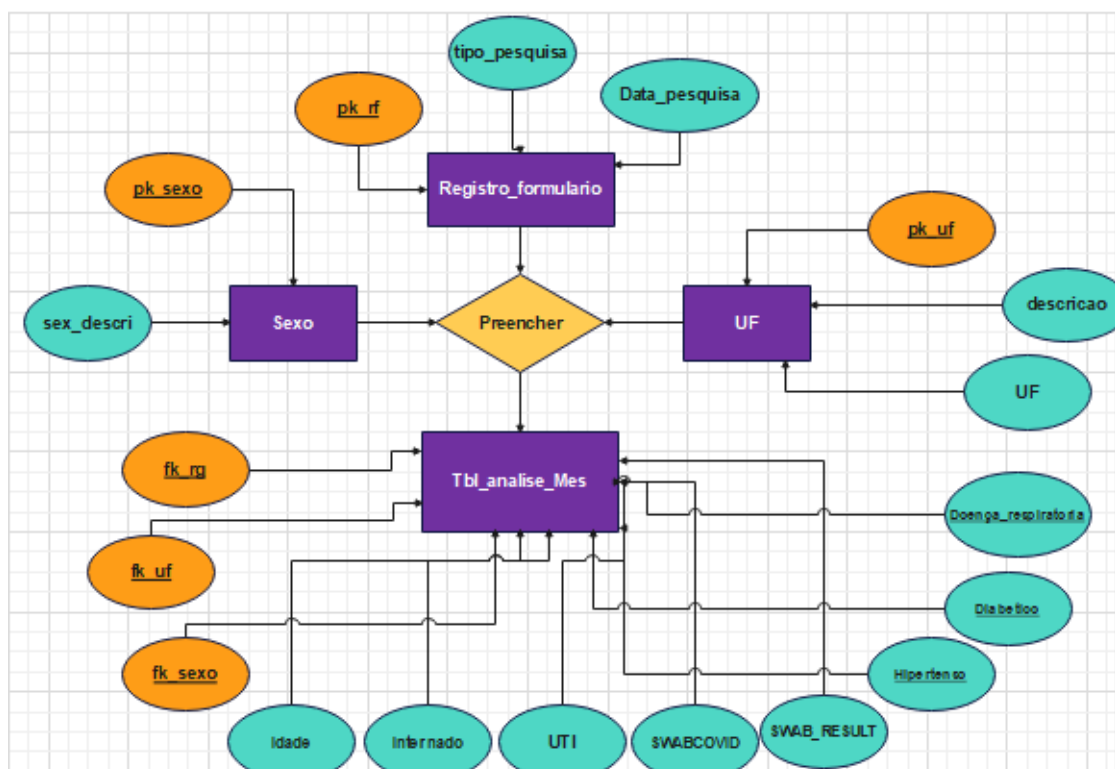 tipo_pesquisa
Data_pesquisa
pk_rf
Registro_formulario
pk_sexo
pk_uf
sex_descri
Sexo
Preencher
UF
descricao
UF
fk_rg
Tbl_analise_Mes
Doença_respiratoria
fk_uf
Diabetico
fk_sexo
Hipertenso
Idade
Internado
UTI
SWABCOVID
SWAB_RESULT